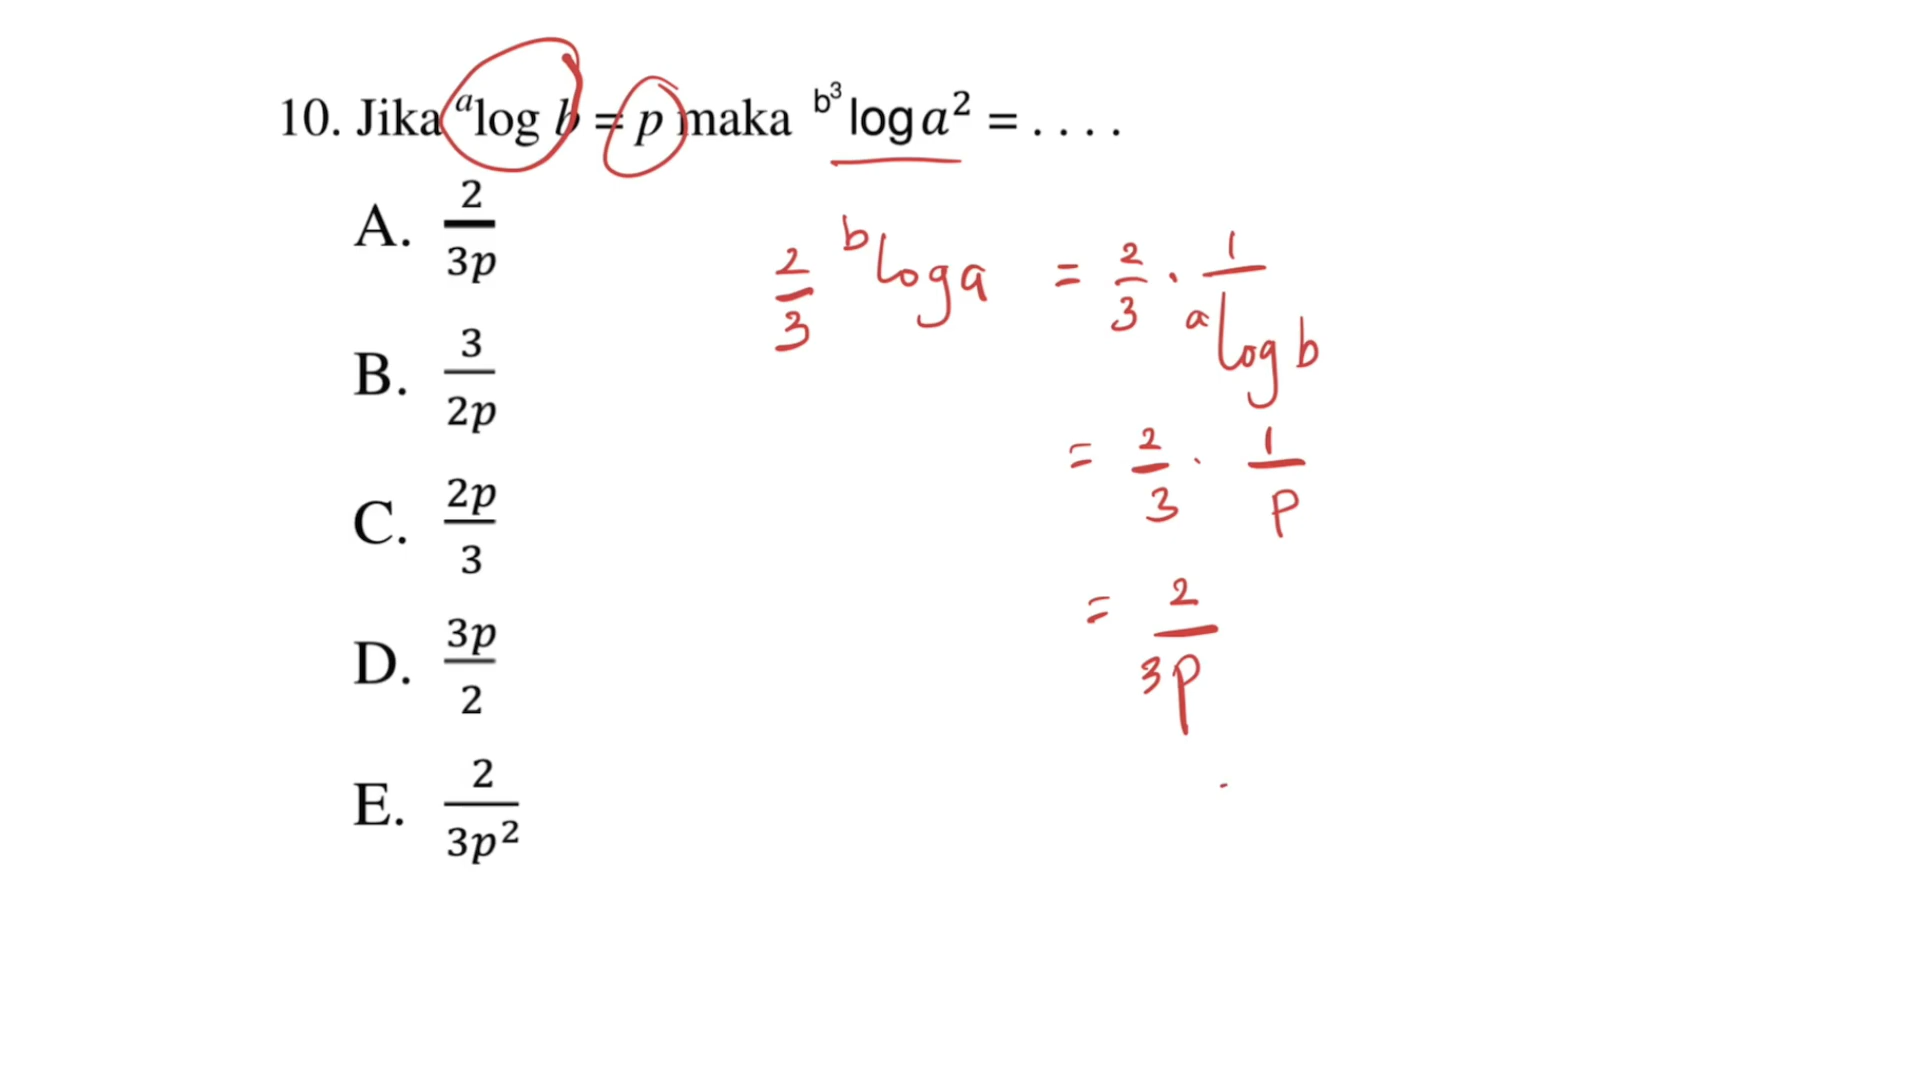 10. Jika ᵃlog b = p maka ᵇ³log a² = . . . .
A. 2/3p
B. 3/2p
C. 2p/3
D. 3p/2
E. 2/3p²
2/3 ᵇlog a = 2/3 · 1/ᵃlog b
= 2/3 · 1/p
= 2/3p